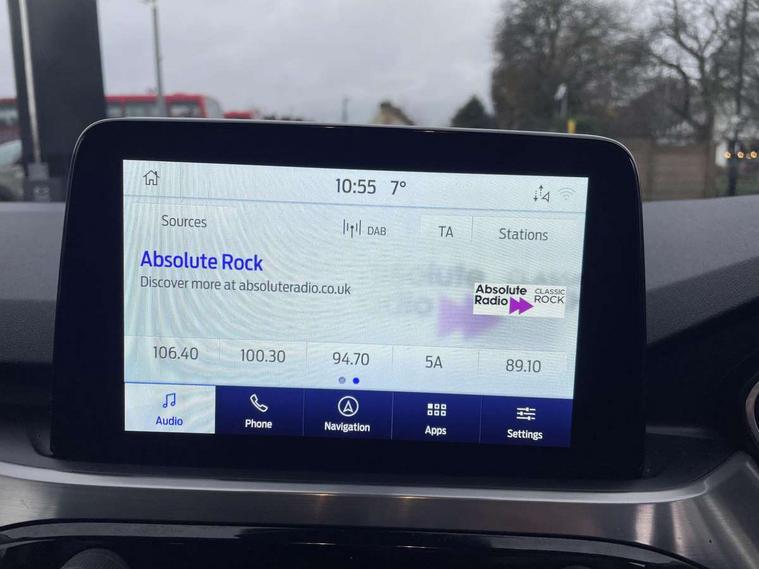 10:55 7°
Sources DAB TA Stations
Absolute Rock
Discover more at absoluteradio.co.uk
Absolute Radio CLASSIC ROCK
106.40 100.30 94.70 5A 89.10
Audio Phone Navigation Apps Settings